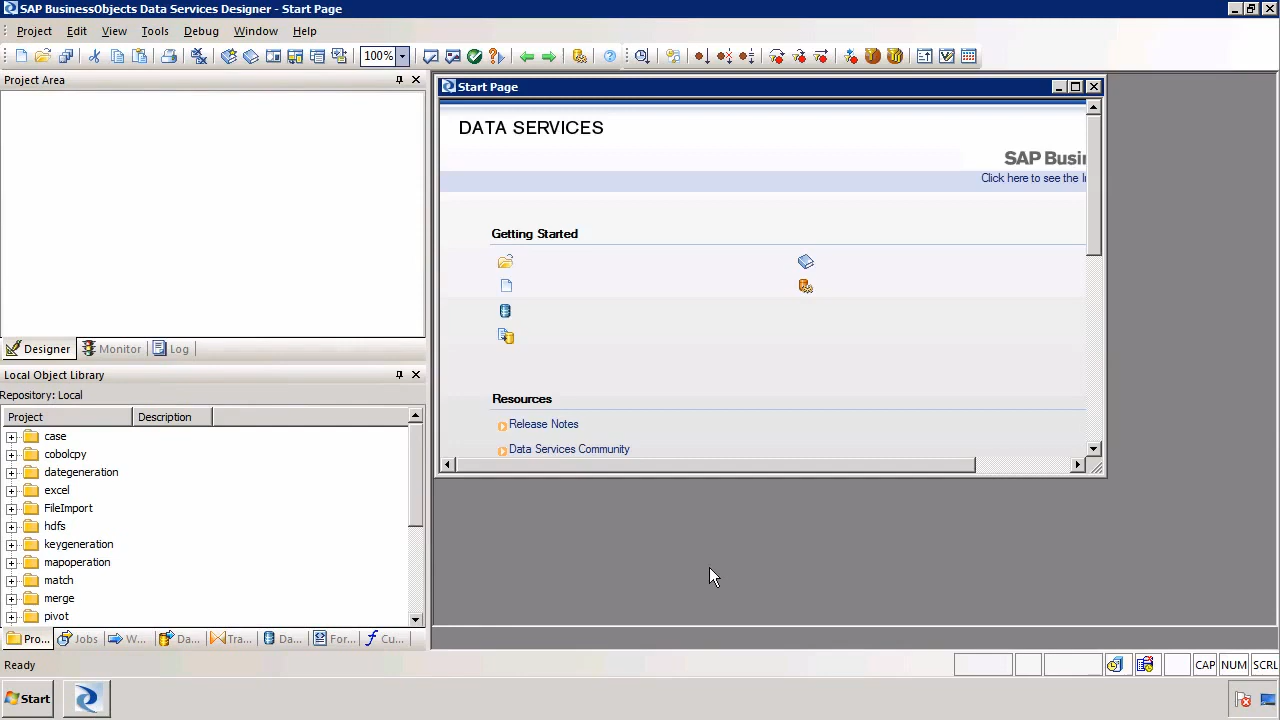 SAP BusinessObjects Data Services Designer - Start Page
Project Edit View Tools Debug Window Help
100%
Project Area
Designer Monitor Log
Local Object Library
Repository: Local
Project Description
case
cobolcpy
dategeneration
excel
FileImport
hdfs
keygeneration
mapoperation
match
merge
pivot
Pro... Jobs W... Da... Tra... Da... For... Cu...
Start Page
DATA SERVICES
SAP Busi
Click here to see the I
Getting Started
Resources
Release Notes
Data Services Community
Ready
CAP NUM SCRL
Start